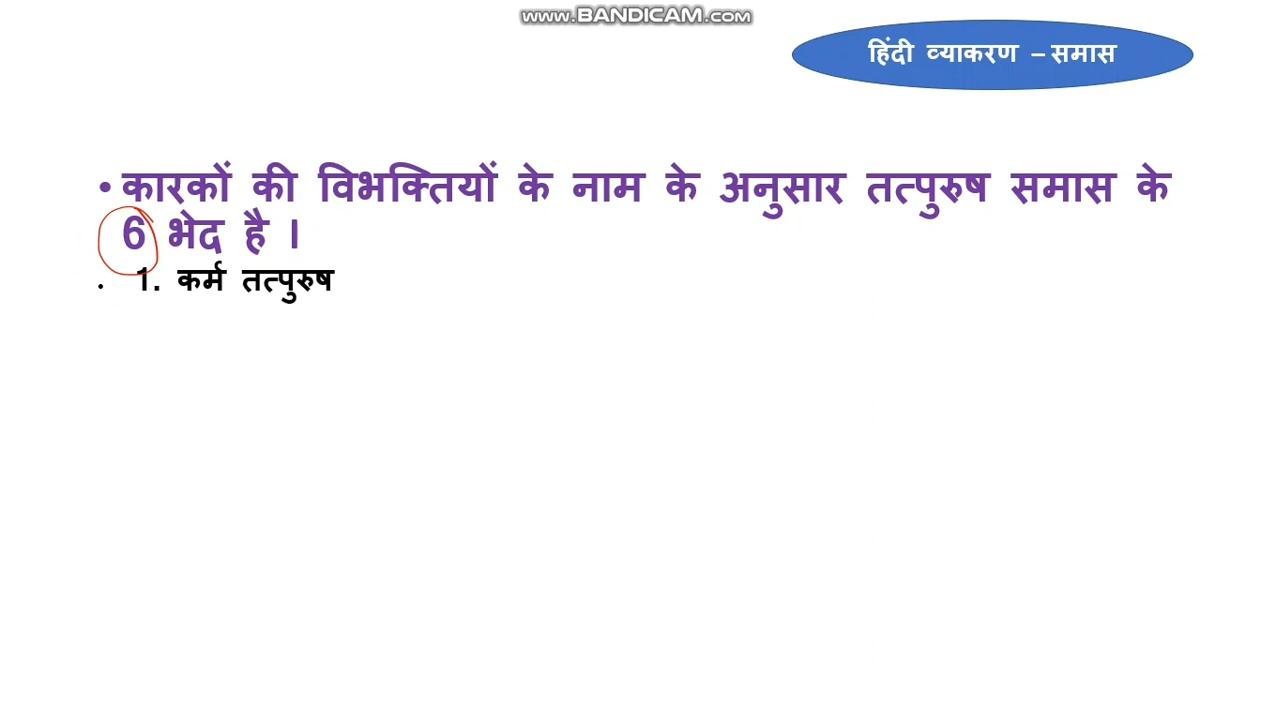 www.BANDICAM.com
हिंदी व्याकरण – समास
• कारकों की विभक्तियों के नाम के अनुसार तत्पुरुष समास के
6 भेद है ।
• 1. कर्म तत्पुरुष